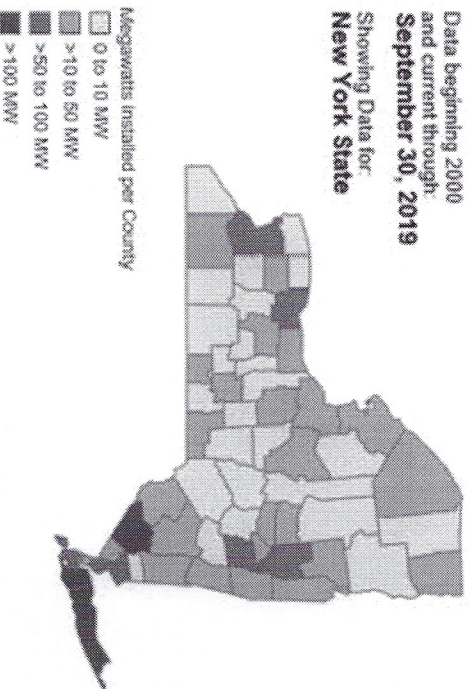 Data beginning 2000
and current through:
September 30, 2019
Showing Data for:
New York State
Megawatts Installed per County
0 to 10 MW
>10 to 50 MW
>50 to 100 MW
>100 MW